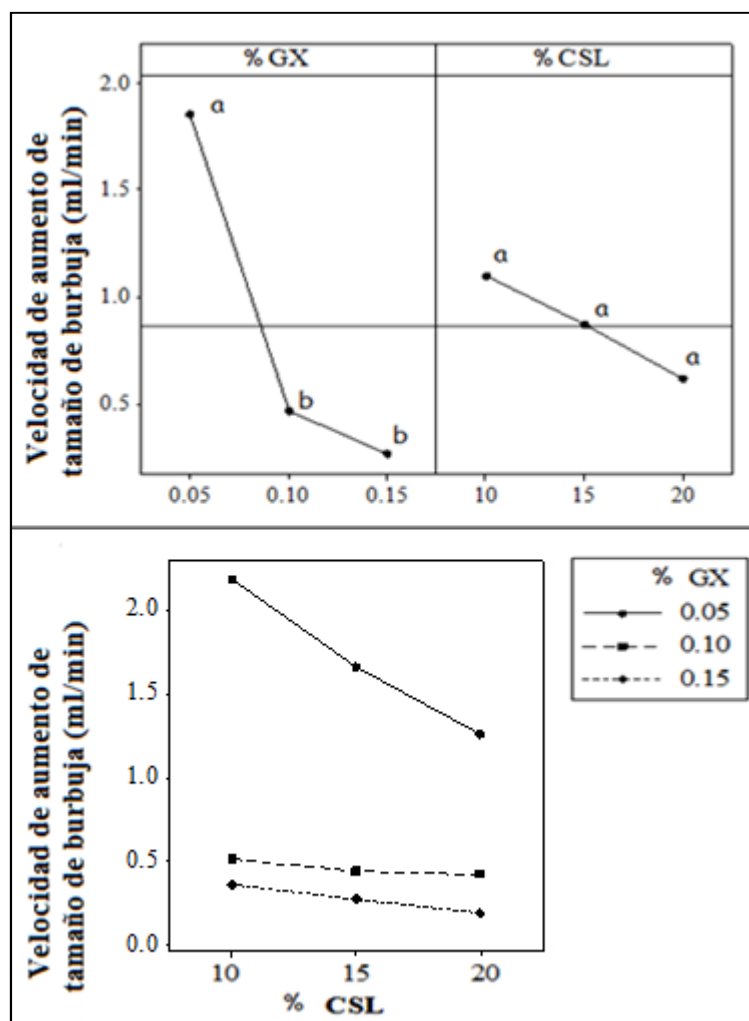 % GX
% CSL
Velocidad de aumento de
tamaño de burbuja (ml/min)
2.0
1.5
1.0
0.5
a
b
b
a
a
a
0.05
0.10
0.15
10
15
20
Velocidad de aumento de
tamaño de burbuja (ml/min)
2.0
1.5
1.0
0.5
0.0
10
15
20
% CSL
% GX
0.05
0.10
0.15